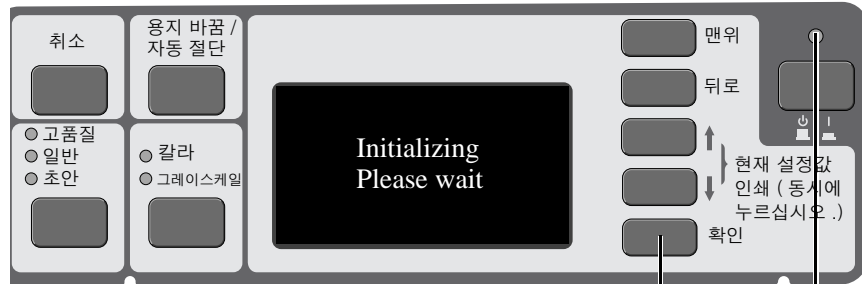 취소
용지 바꿈 /
자동 절단
고품질
일반
초안
칼라
그레이스케일
Initializing
Please wait
맨위
뒤로
현재 설정값
인쇄 ( 동시에
누르십시오 .)
확인